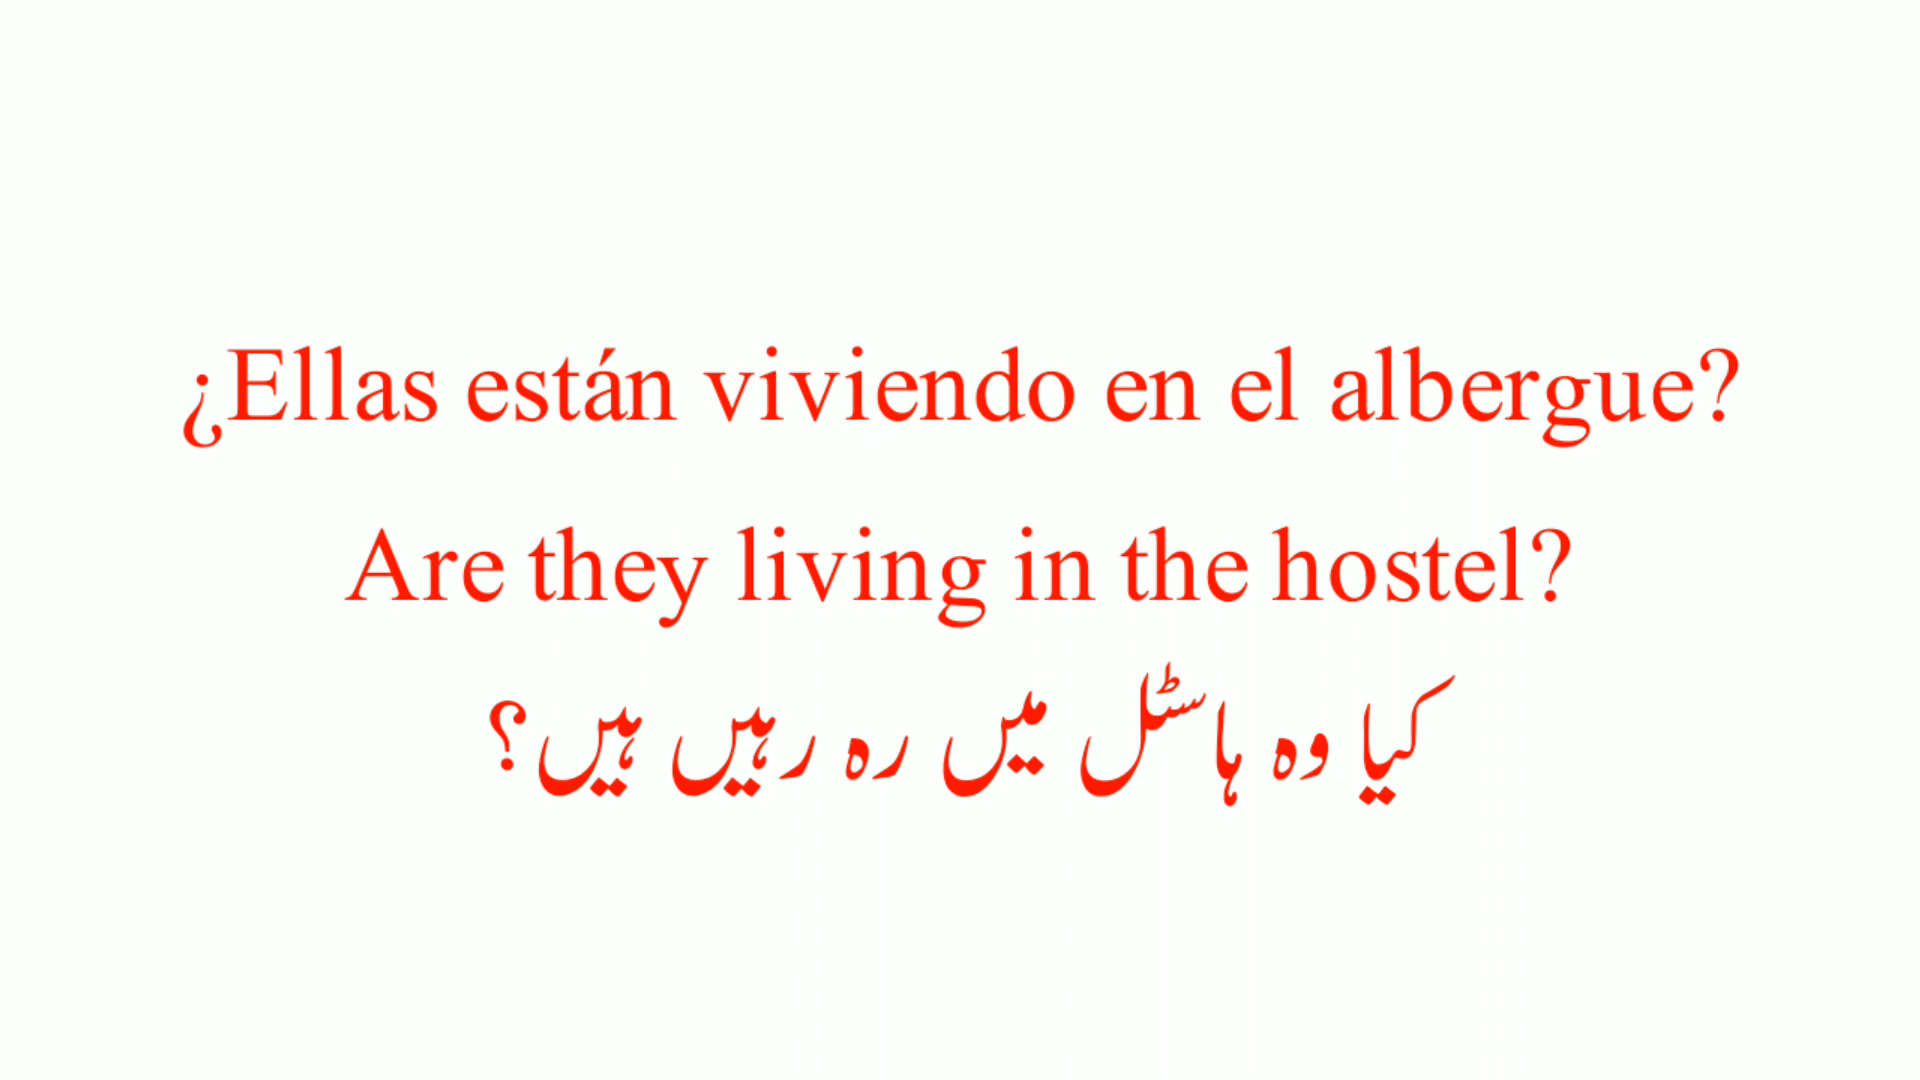 ¿Ellas están viviendo en el albergue?
Are they living in the hostel?
کیا وہ ہاسٹل میں رہ رہیں ہیں؟